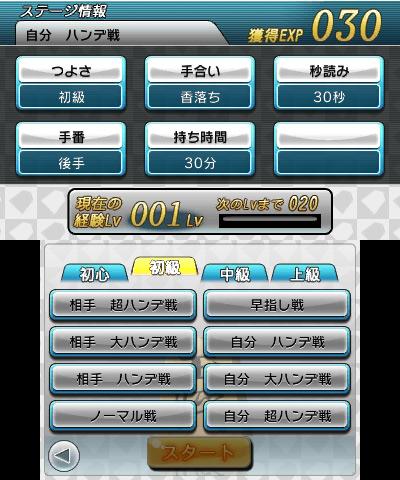 ステージ情報
自分 ハンデ戦
獲得EXP 030
つよさ 手合い 秒読み
初級 香落ち 30秒
手番 持ち時間
後手 30分
現在の経験Lv 001 Lv
次のLvまで 020
初心 初級 中級 上級
相手 超ハンデ戦 早指し戦
相手 大ハンデ戦 自分 ハンデ戦
相手 ハンデ戦 自分 大ハンデ戦
ノーマル戦 自分 超ハンデ戦
スタート